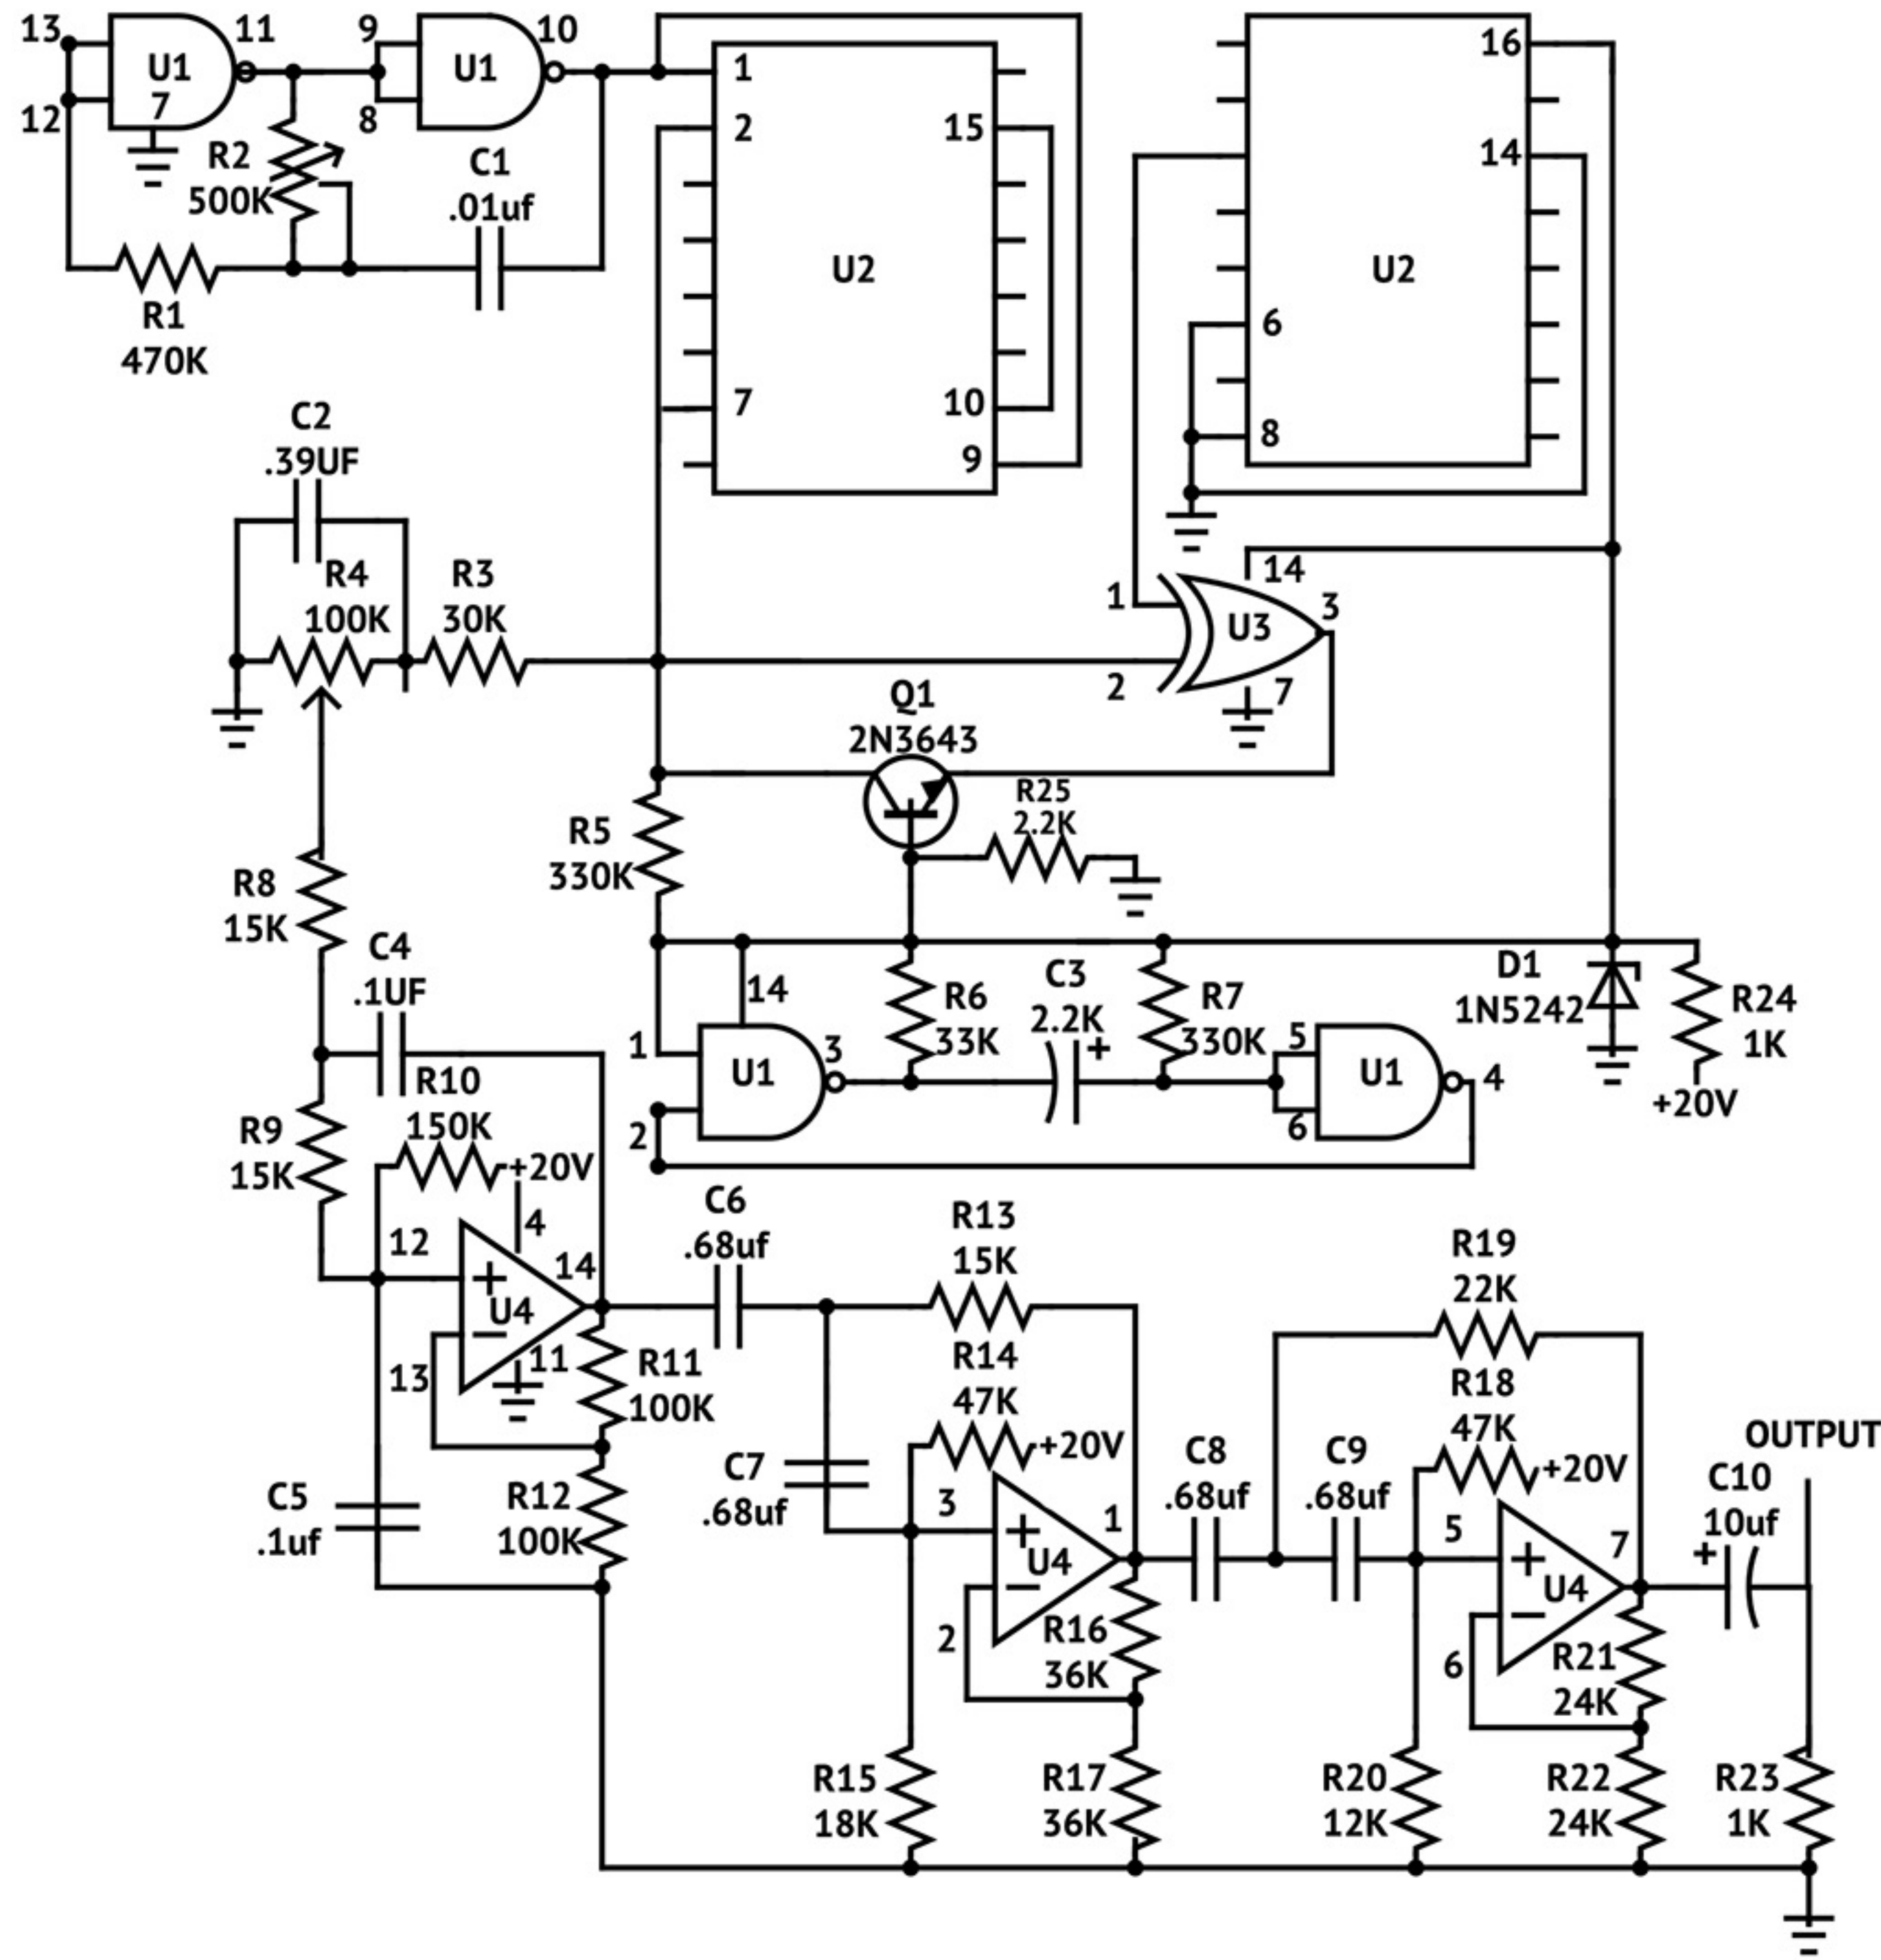 13
12
U1
7
11
9
8
U1
10
R2
500K
C1
.01uf
R1
470K
1
2
7
15
10
9
U2
16
14
6
8
U2
C2
.39UF
R4
100K
R3
30K
1
2
U3
14
3
7
Q1
2N3643
R25
2.2K
R5
330K
R8
15K
C4
.1UF
14
1
2
U1
3
R6
33K
C3
2.2K
+
R7
330K
5
6
U1
4
D1
1N5242
R24
1K
+20V
R9
15K
R10
150K
+20V
12
4
14
+
U4
−
13
11
R11
100K
C6
.68uf
R13
15K
R14
47K
+20V
R19
22K
R18
47K
+20V
C5
.1uf
R12
100K
C7
.68uf
3
+
U4
−
1
2
R16
36K
C8
.68uf
C9
.68uf
5
+
U4
−
7
6
R21
24K
OUTPUT
C10
10uf
+
R15
18K
R17
36K
R20
12K
R22
24K
R23
1K